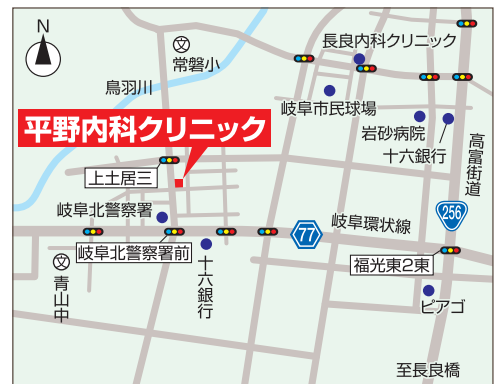 N
文
常磐小
長良内科クリニック
鳥羽川
岐阜市民球場
岩砂病院
十六銀行
平野内科クリニック
高富街道
上土居三
岐阜北警察署
256
岐阜環状線
77
岐阜北警察署前
福光東2東
文
青山中
十六銀行
ピアゴ
至長良橋